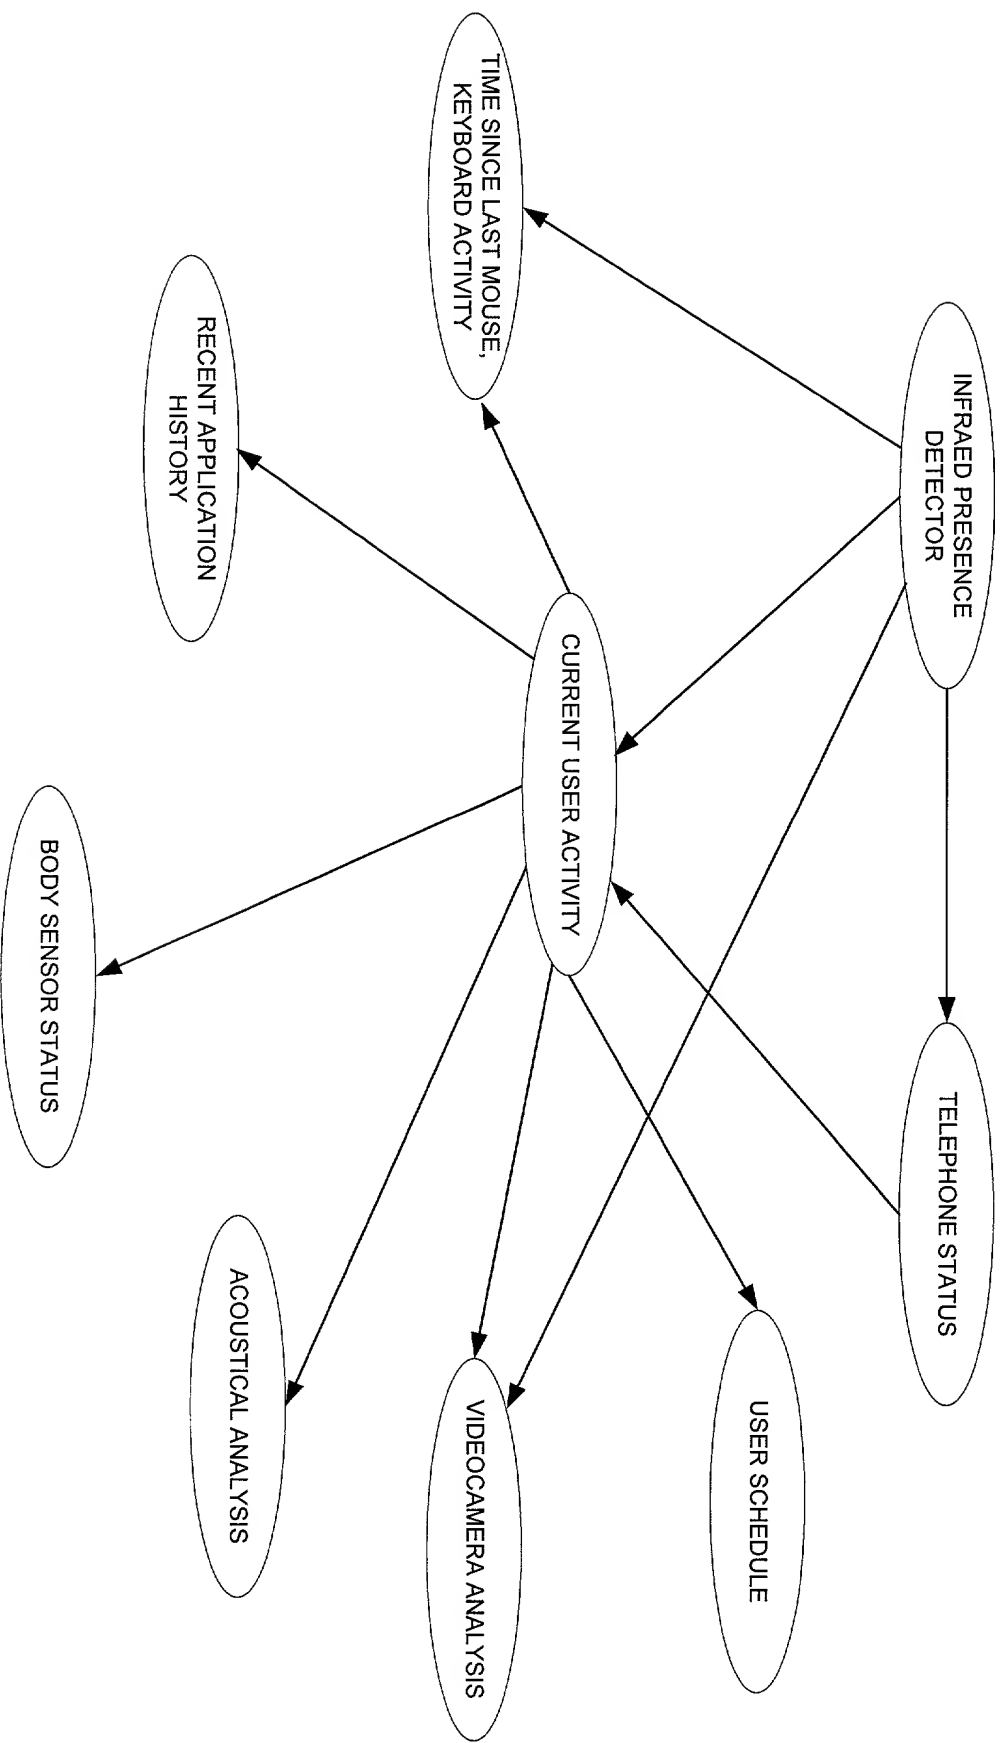 INFRAED PRESENCE
DETECTOR
TELEPHONE STATUS
USER SCHEDULE
CURRENT USER ACTIVITY
TIME SINCE LAST MOUSE,
KEYBOARD ACTIVITY
VIDEOCAMERA ANALYSIS
RECENT APPLICATION
HISTORY
ACOUSTICAL ANALYSIS
BODY SENSOR STATUS